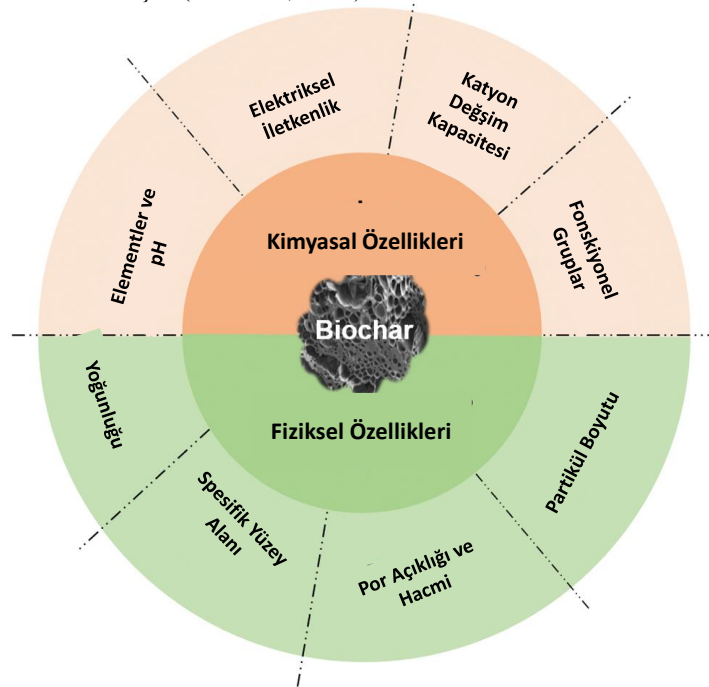 Elektriksel
İletkenlik
Katyon
Değşim
Kapasitesi
Elementler ve
pH
Fonskiyonel
Gruplar
Kimyasal Özellikleri
Biochar
Fiziksel Özellikleri
Yoğunluğu
Spesifik Yüzey
Alanı
Por Açıklığı ve
Hacmi
Partikül Boyutu